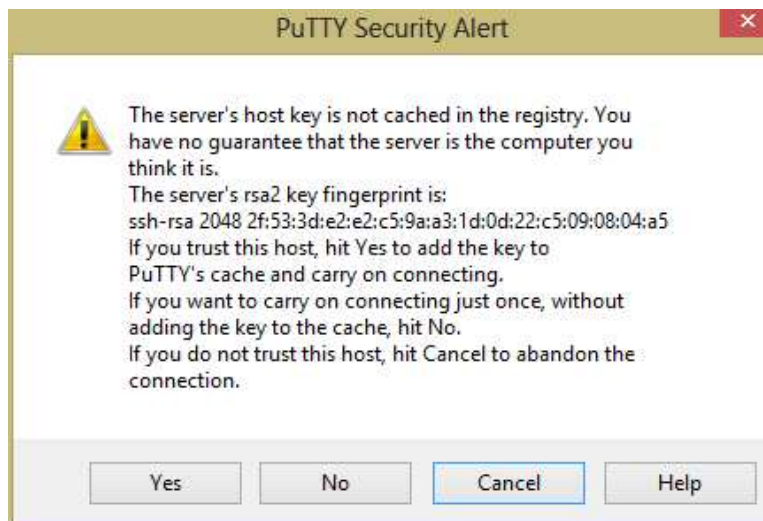 PuTTY Security Alert
The server's host key is not cached in the registry. You
have no guarantee that the server is the computer you
think it is.
The server's rsa2 key fingerprint is:
ssh-rsa 2048 2f:53:3d:e2:e2:c5:9a:a3:1d:0d:22:c5:09:08:04:a5
If you trust this host, hit Yes to add the key to
PuTTY's cache and carry on connecting.
If you want to carry on connecting just once, without
adding the key to the cache, hit No.
If you do not trust this host, hit Cancel to abandon the
connection.
Yes No Cancel Help